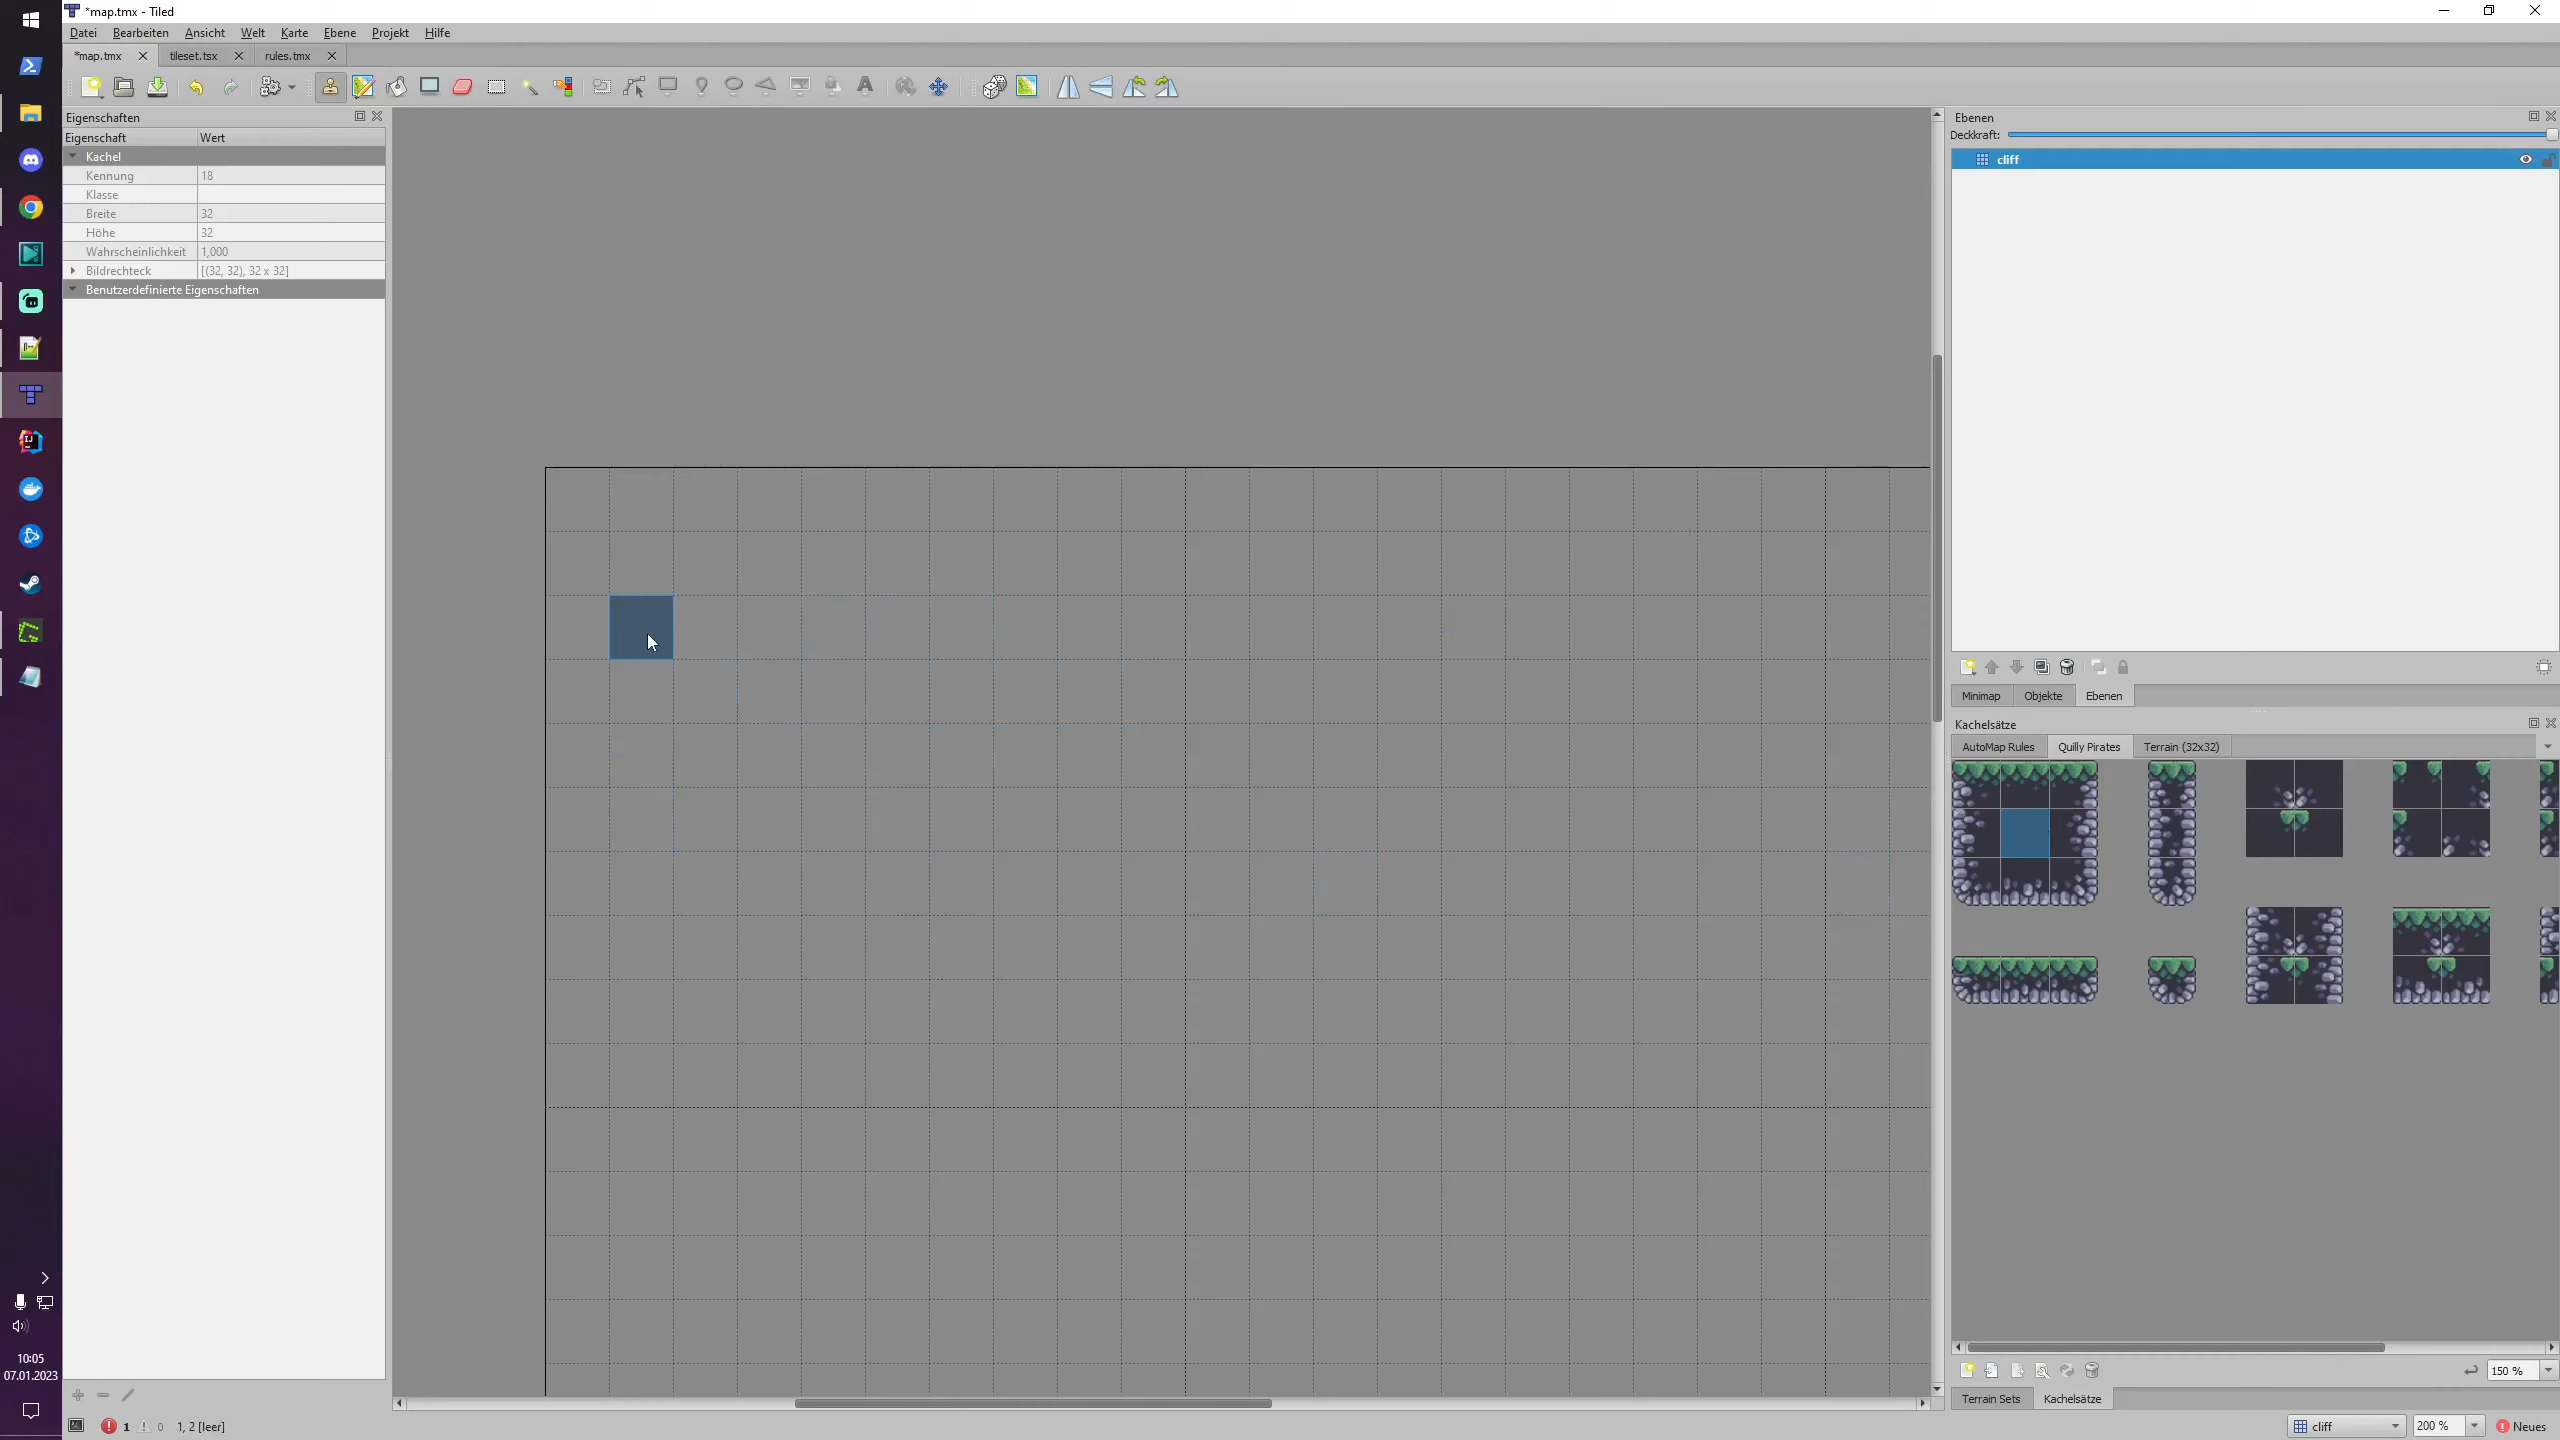 *map.tmx - Tiled
Datei Bearbeiten Ansicht Welt Karte Ebene Projekt Hilfe
*map.tmx tileset.tsx rules.tmx
Eigenschaften
Eigenschaft Wert
Kachel
Kennung 18
Klasse
Breite 32
Höhe 32
Wahrscheinlichkeit 1,000
Bildrechteck [(32, 32), 32 x 32]
Benutzerdefinierte Eigenschaften
Ebenen
Deckkraft:
cliff
Minimap Objekte Ebenen
Kachelsätze
AutoMap Rules Quilly Pirates Terrain (32x32)
150 %
Terrain Sets Kachelsätze
10:05
07.01.2023
1 0 1, 2 [leer]
cliff 200 % Neues